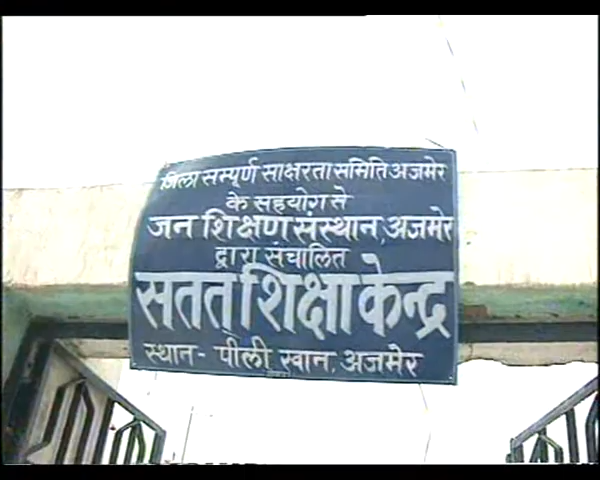 जिला सम्पूर्ण साक्षरता समिति अजमेर
के सहयोग से
जन शिक्षण संस्थान, अजमेर
द्वारा संचालित
सतत शिक्षा केन्द्र
स्थान - पीली खान, अजमेर